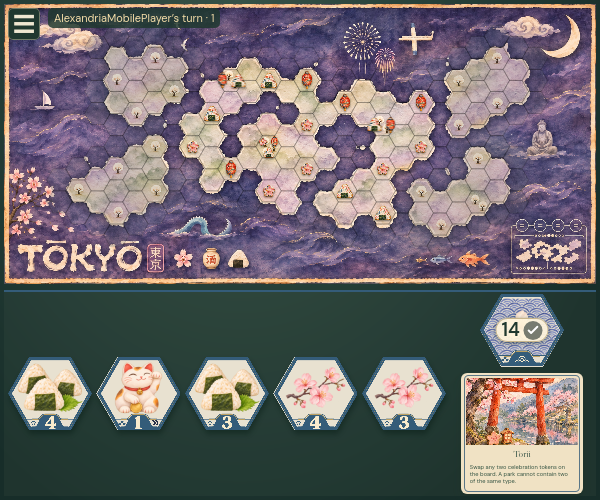 AlexandriaMobilePlayer's turn · 1
TŌKYŌ
東京
酒
14
4
1
3
4
3
Torii
Swap any two celebration tokens on
the board. A park cannot contain two
of the same type.